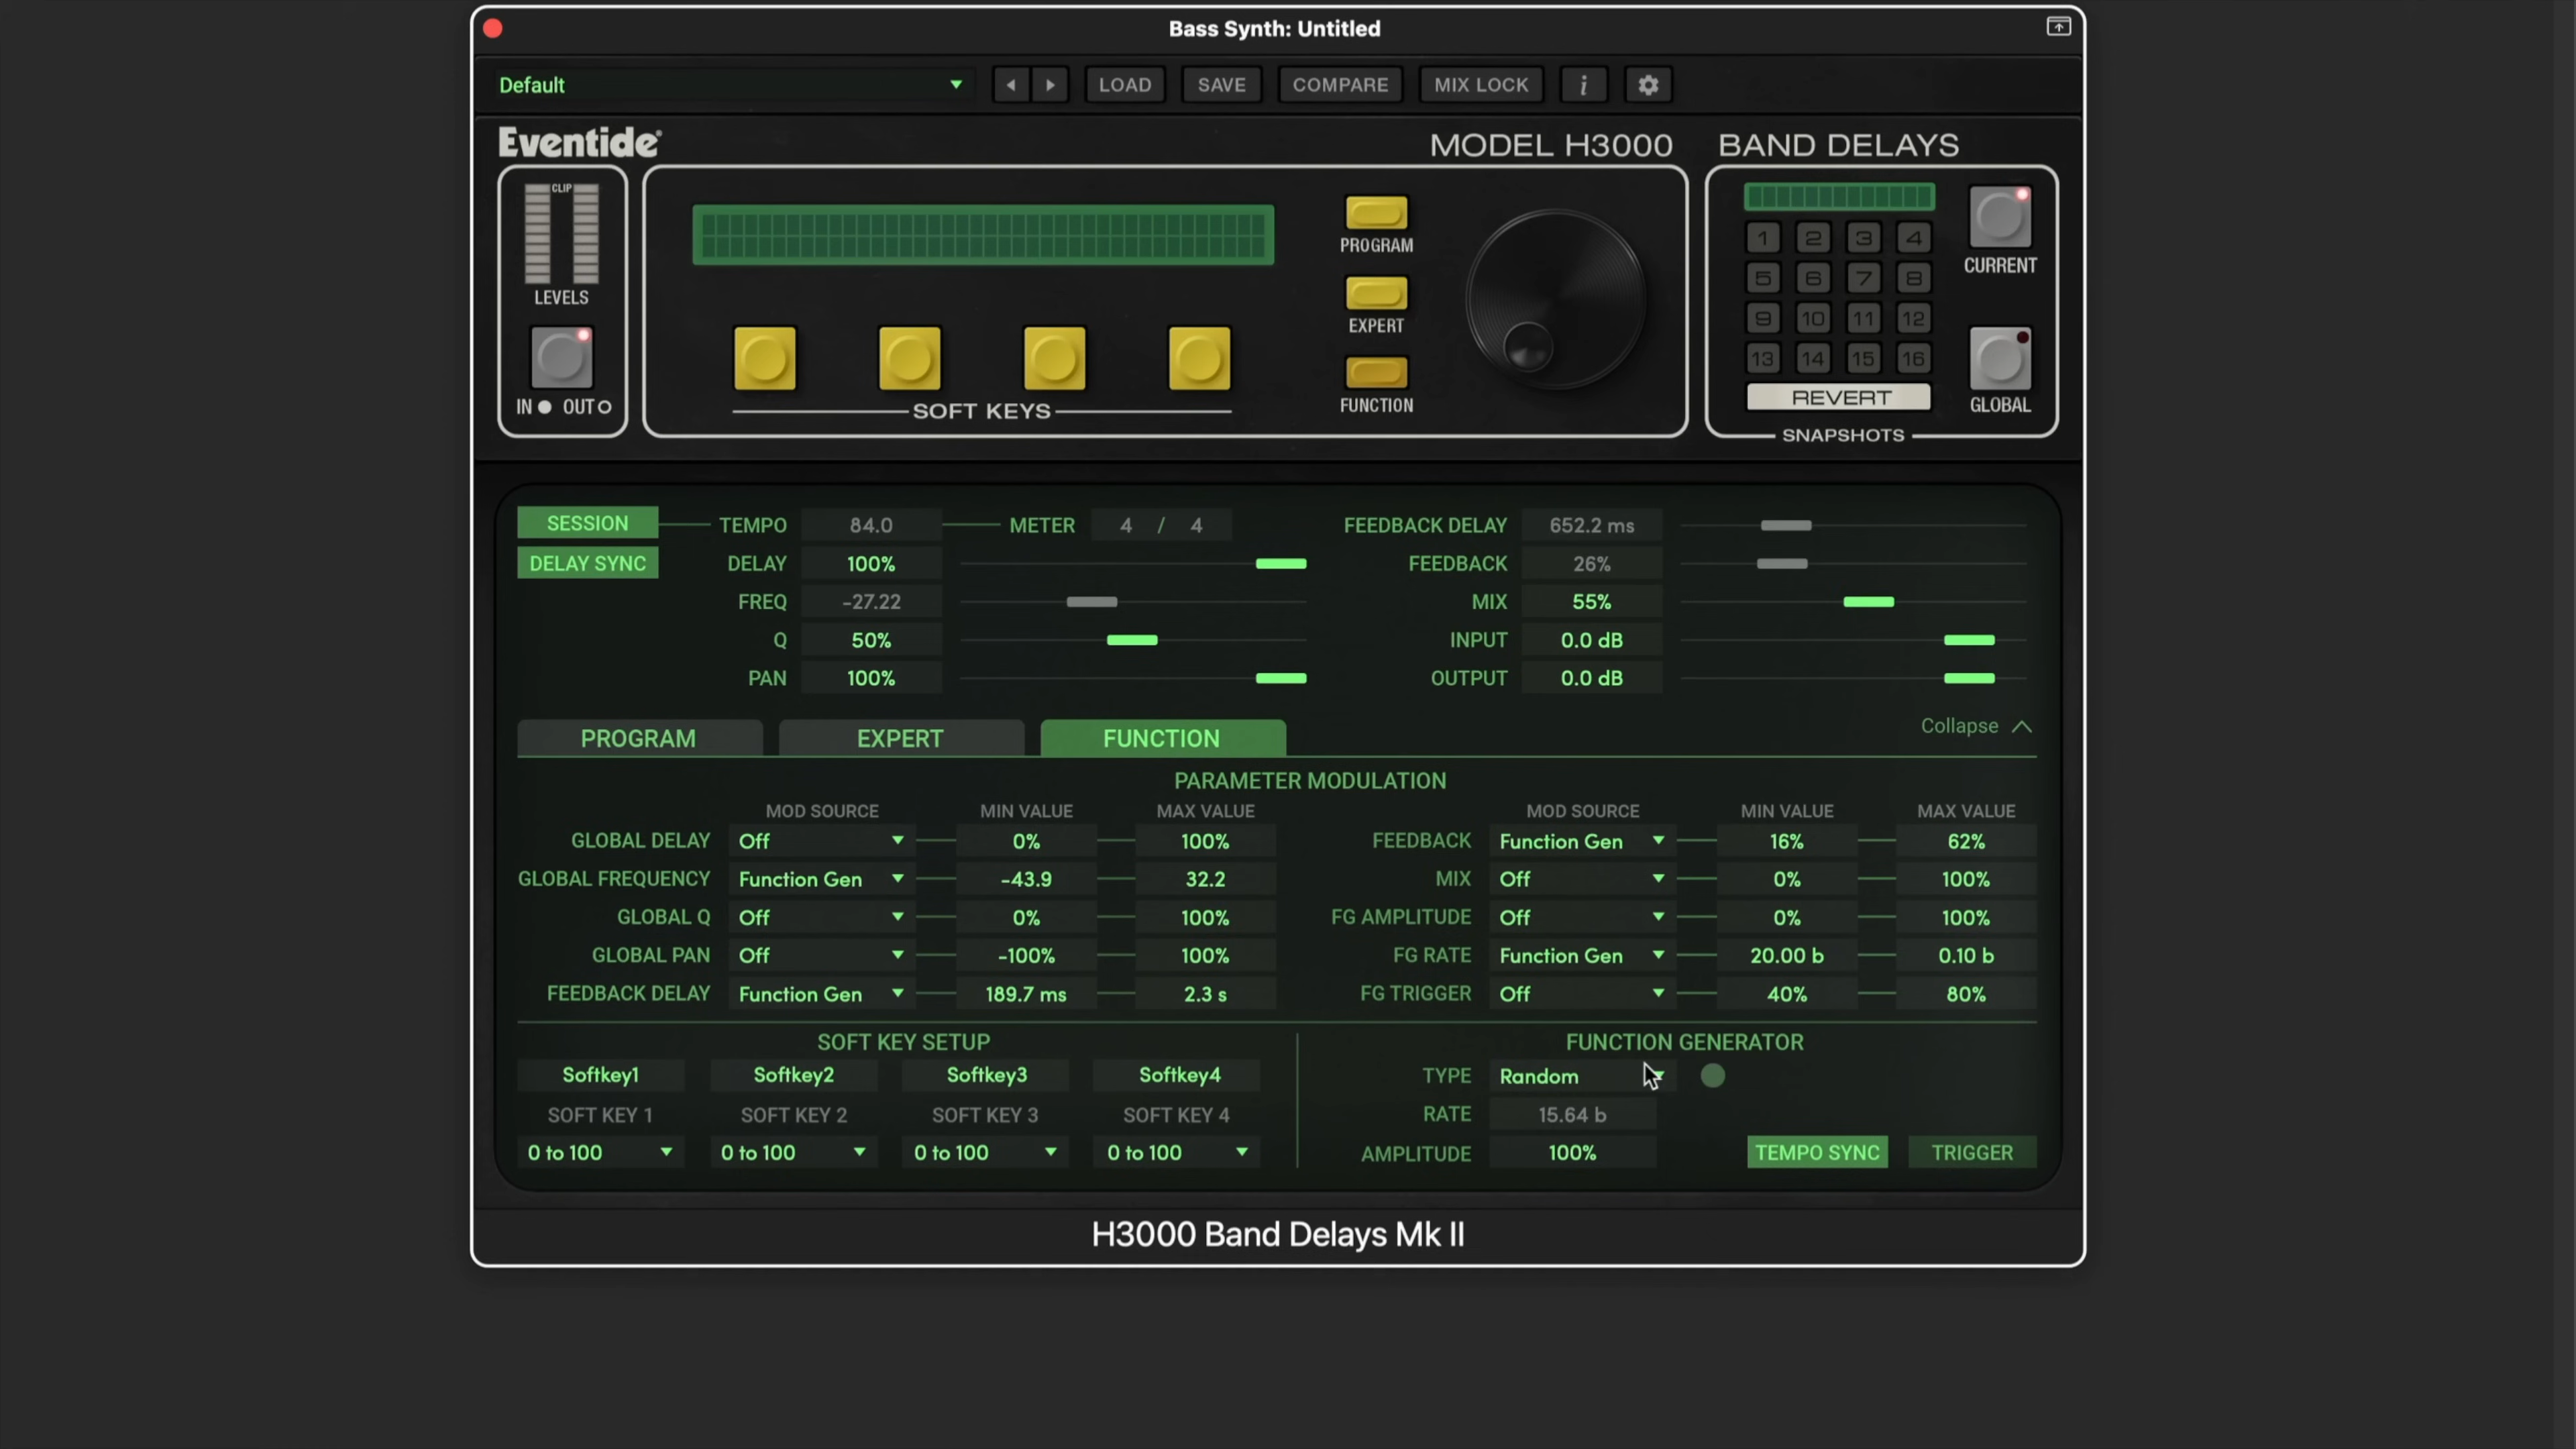 Bass Synth: Untitled
Default LOAD SAVE COMPARE MIX LOCK i
Eventide® MODEL H3000 BAND DELAYS
CLIP
LEVELS
IN OUT
SOFT KEYS
PROGRAM
EXPERT
FUNCTION
1 2 3 4
5 6 7 8
9 10 11 12
13 14 15 16
REVERT
SNAPSHOTS
CURRENT
GLOBAL
SESSION TEMPO 84.0 METER 4 / 4 FEEDBACK DELAY 652.2 ms
DELAY SYNC DELAY 100% FEEDBACK 26%
FREQ -27.22 MIX 55%
Q 50% INPUT 0.0 dB
PAN 100% OUTPUT 0.0 dB
PROGRAM EXPERT FUNCTION Collapse
PARAMETER MODULATION
MOD SOURCE MIN VALUE MAX VALUE MOD SOURCE MIN VALUE MAX VALUE
GLOBAL DELAY Off 0% 100% FEEDBACK Function Gen 16% 62%
GLOBAL FREQUENCY Function Gen -43.9 32.2 MIX Off 0% 100%
GLOBAL Q Off 0% 100% FG AMPLITUDE Off 0% 100%
GLOBAL PAN Off -100% 100% FG RATE Function Gen 20.00 b 0.10 b
FEEDBACK DELAY Function Gen 189.7 ms 2.3 s FG TRIGGER Off 40% 80%
SOFT KEY SETUP FUNCTION GENERATOR
Softkey1 Softkey2 Softkey3 Softkey4 TYPE Random
SOFT KEY 1 SOFT KEY 2 SOFT KEY 3 SOFT KEY 4 RATE 15.64 b
0 to 100 0 to 100 0 to 100 0 to 100 AMPLITUDE 100% TEMPO SYNC TRIGGER
H3000 Band Delays Mk II